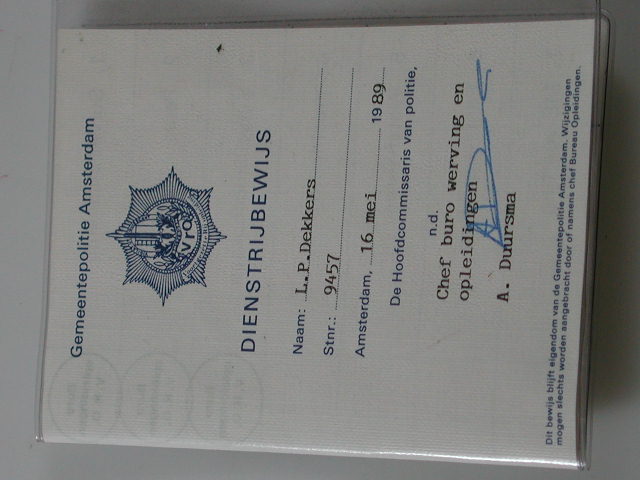 Gemeentepolitie Amsterdam
VRO
DIENSTRIJBEWIJS
Naam: L.P.Dekkers
Stnr.: 9457
Amsterdam, 16 mei 1989
De Hoofdcommissaris van politie,
n.d.
Chef buro werving en
opleidingen
A. Duursma
Dit bewijs blijft eigendom van de Gemeentepolitie Amsterdam. Wijzigingen
mogen slechts worden aangebracht door of namens chef Bureau Opleidingen.